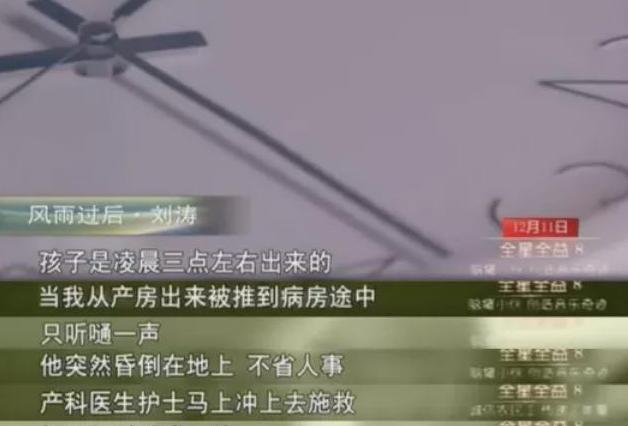 风雨过后·刘涛
12月11日
全星全益 8
孩子是凌晨三点左右出来的
全星全益 8
当我从产房出来被推到病房途中
只听嗵一声
全星全益 8
他突然昏倒在地上 不省人事
全星全益 8
产科医生护士马上冲上去施救